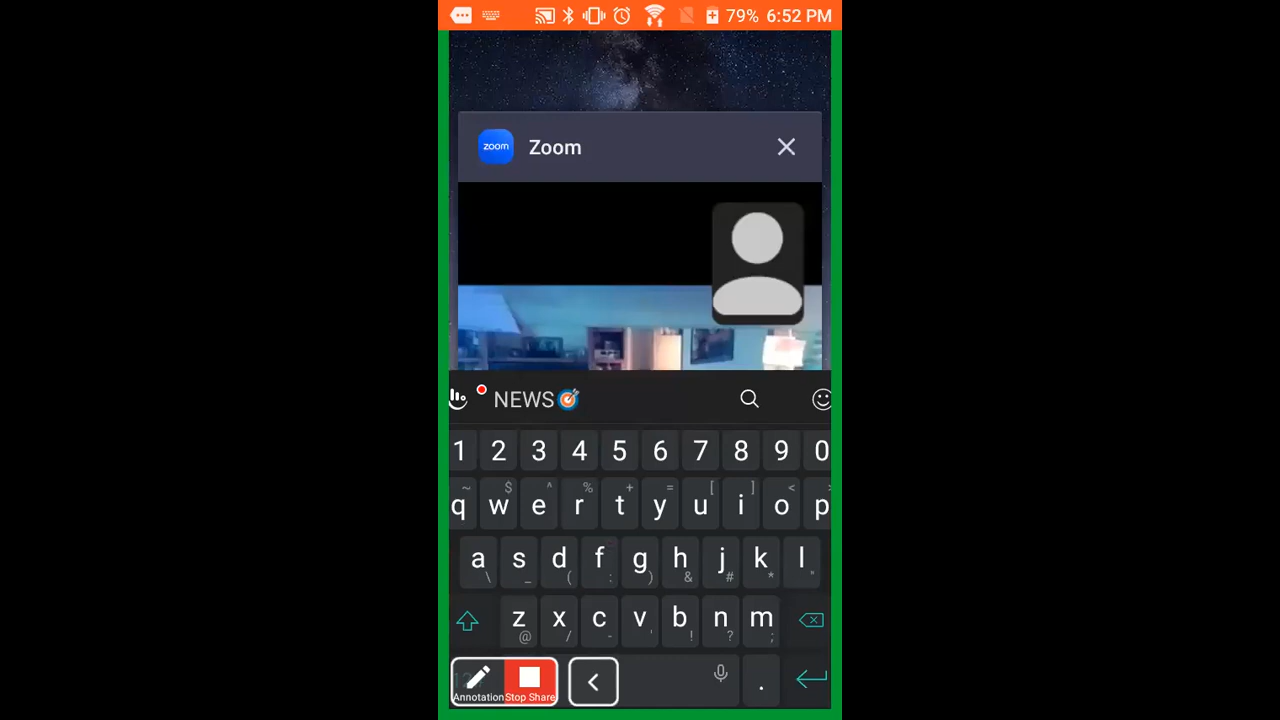 79% 6:52 PM
zoom Zoom
NEWS
1 2 3 4 5 6 7 8 9 0
~ $ ^ % + = [ ] <
q w e r t y u i o p
a s d f g h j k l
\ _ ( : ) & # * "
z x c v b n m
@ / - ' ! ? ;
Annotation Stop Share < .